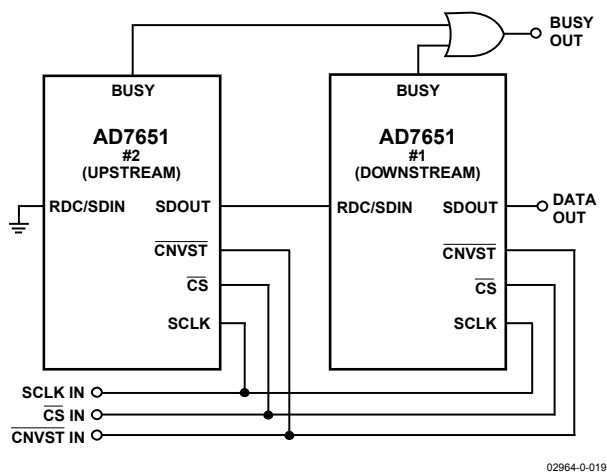 BUSY
OUT
BUSY
BUSY
AD7651
#2
(UPSTREAM)
AD7651
#1
(DOWNSTREAM)
RDC/SDIN
SDOUT
RDC/SDIN
SDOUT
DATA
OUT
CNVST
CNVST
CS
CS
SCLK
SCLK
SCLK IN
CS IN
CNVST IN
02964-0-019